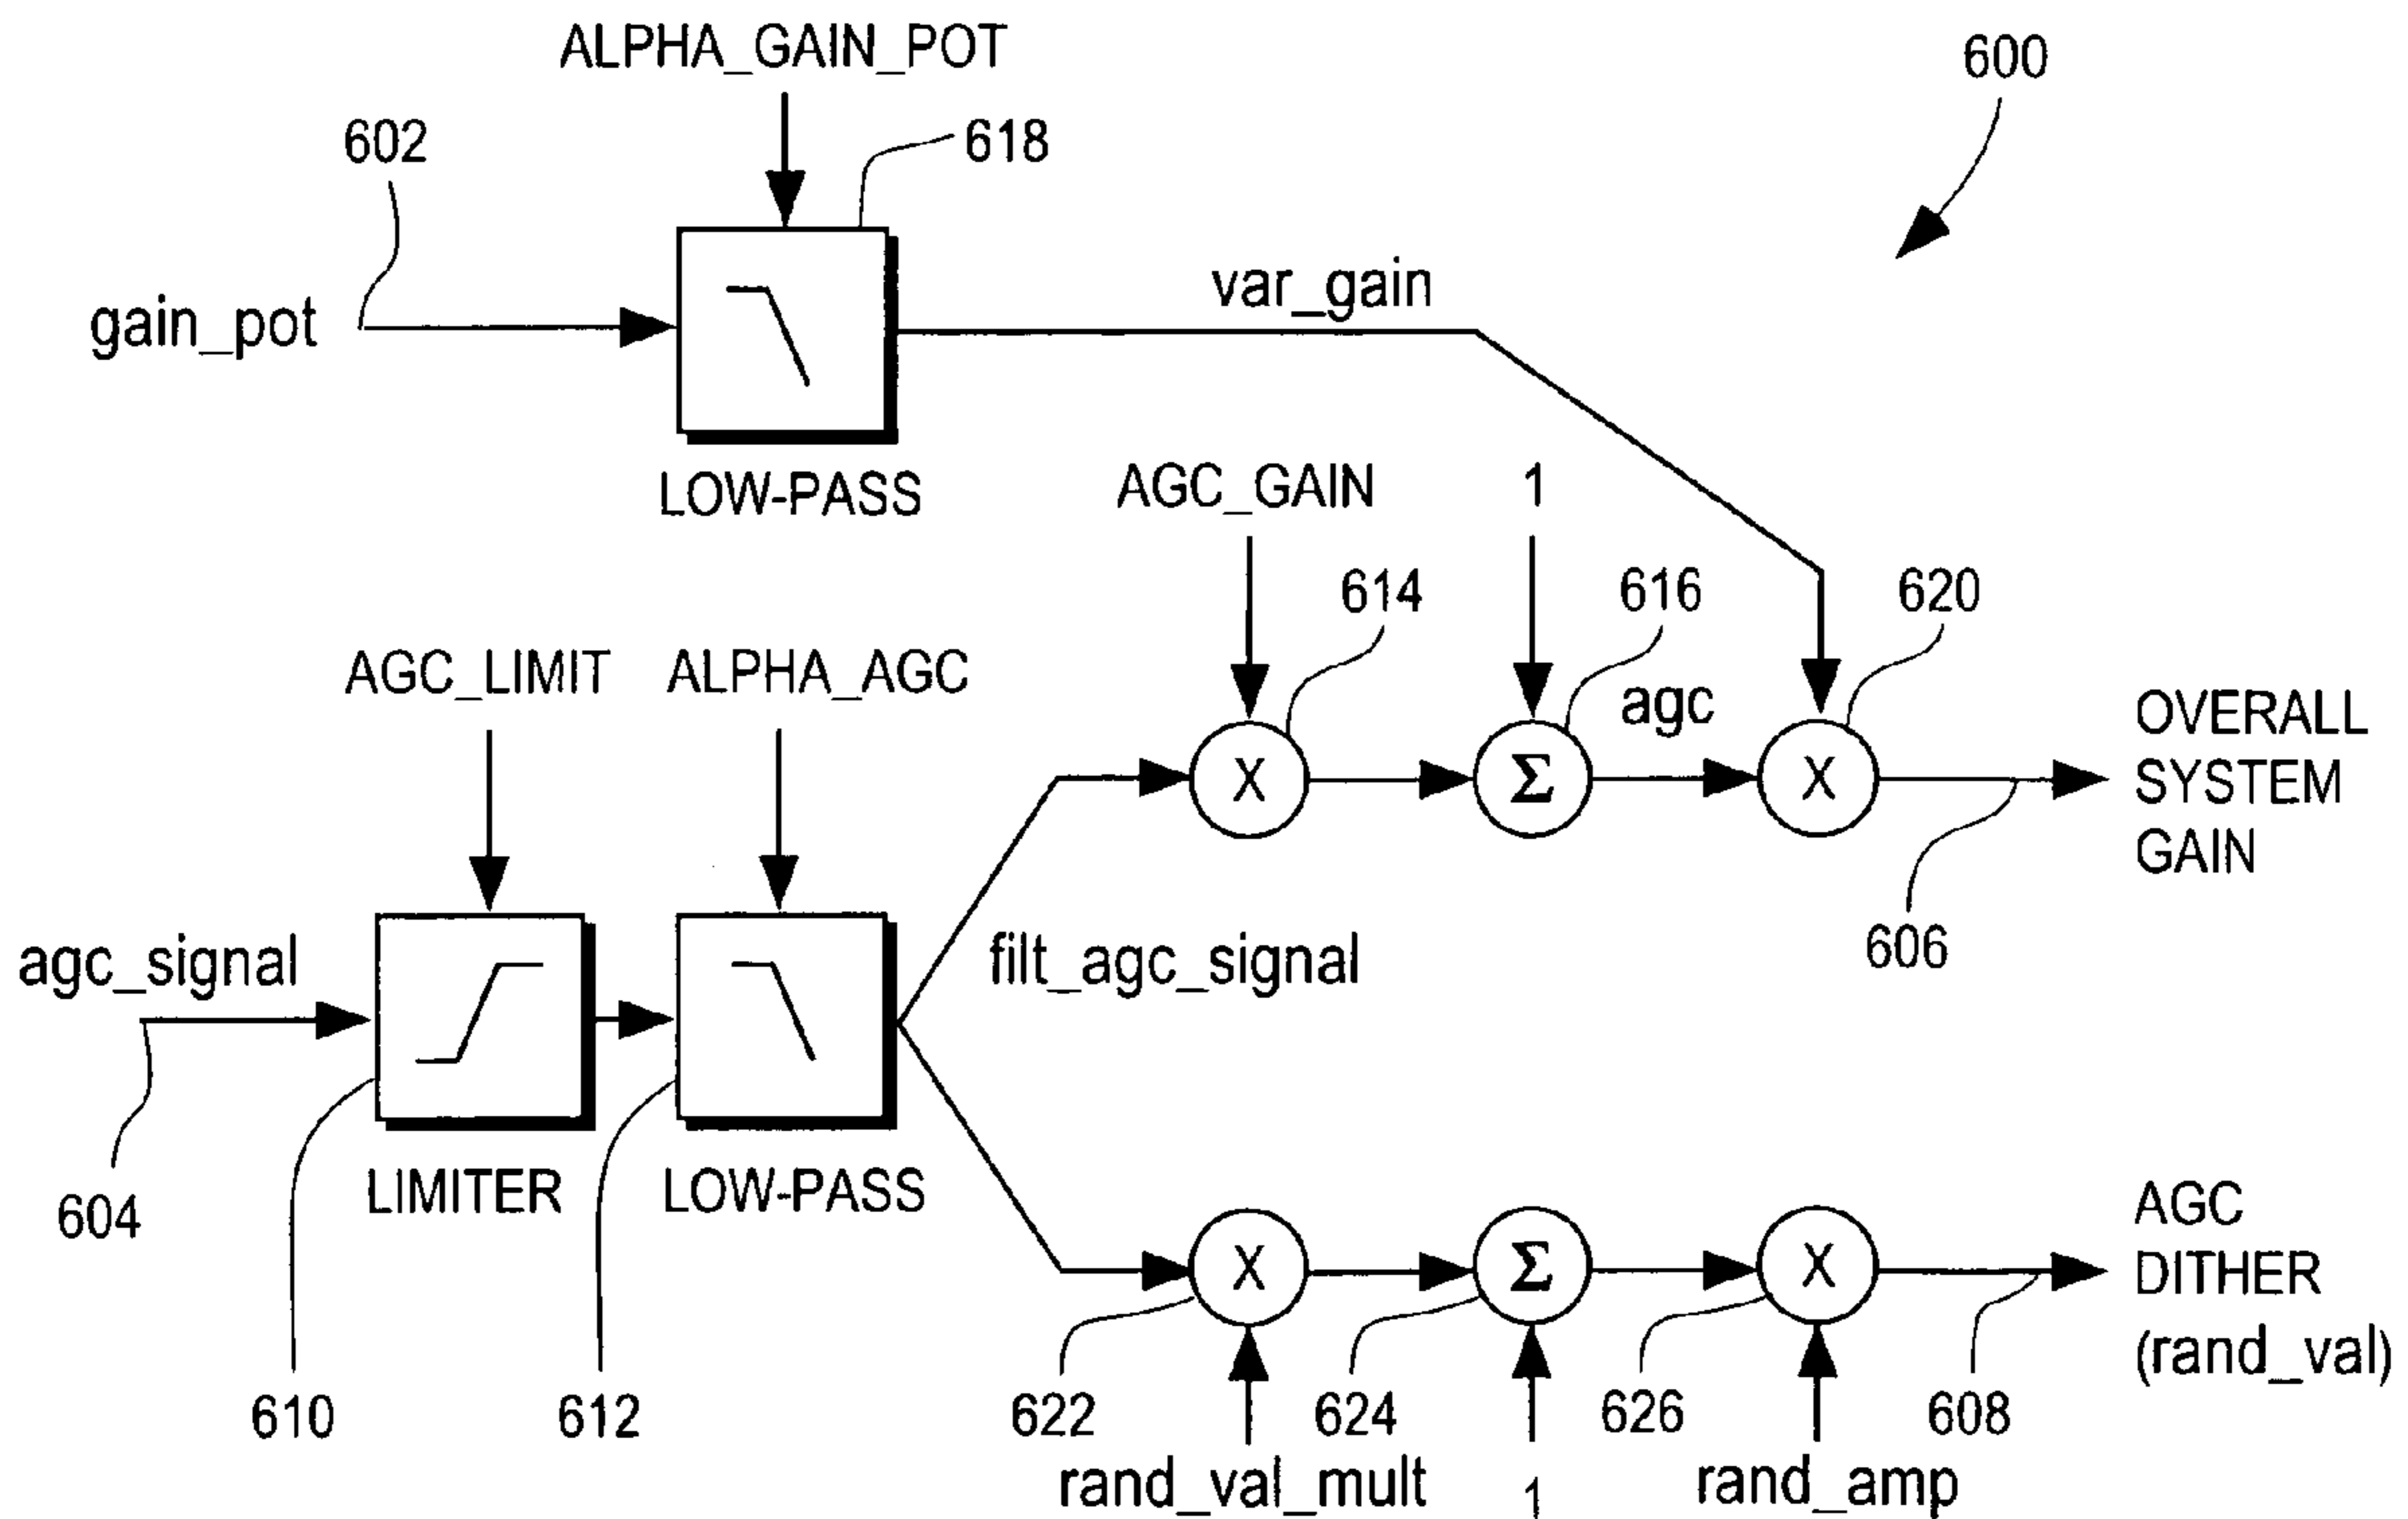 ALPHA_GAIN_POT
600
602
618
gain_pot
var_gain
LOW-PASS
AGC_GAIN
1
614
616
620
AGC_LIMIT
ALPHA_AGC
agc
X
Σ
X
OVERALL
SYSTEM
GAIN
606
agc_signal
filt_agc_signal
604
LIMITER
LOW-PASS
X
Σ
X
AGC
DITHER
(rand_val)
610
612
622
624
626
608
rand_val_mult
1
rand_amp